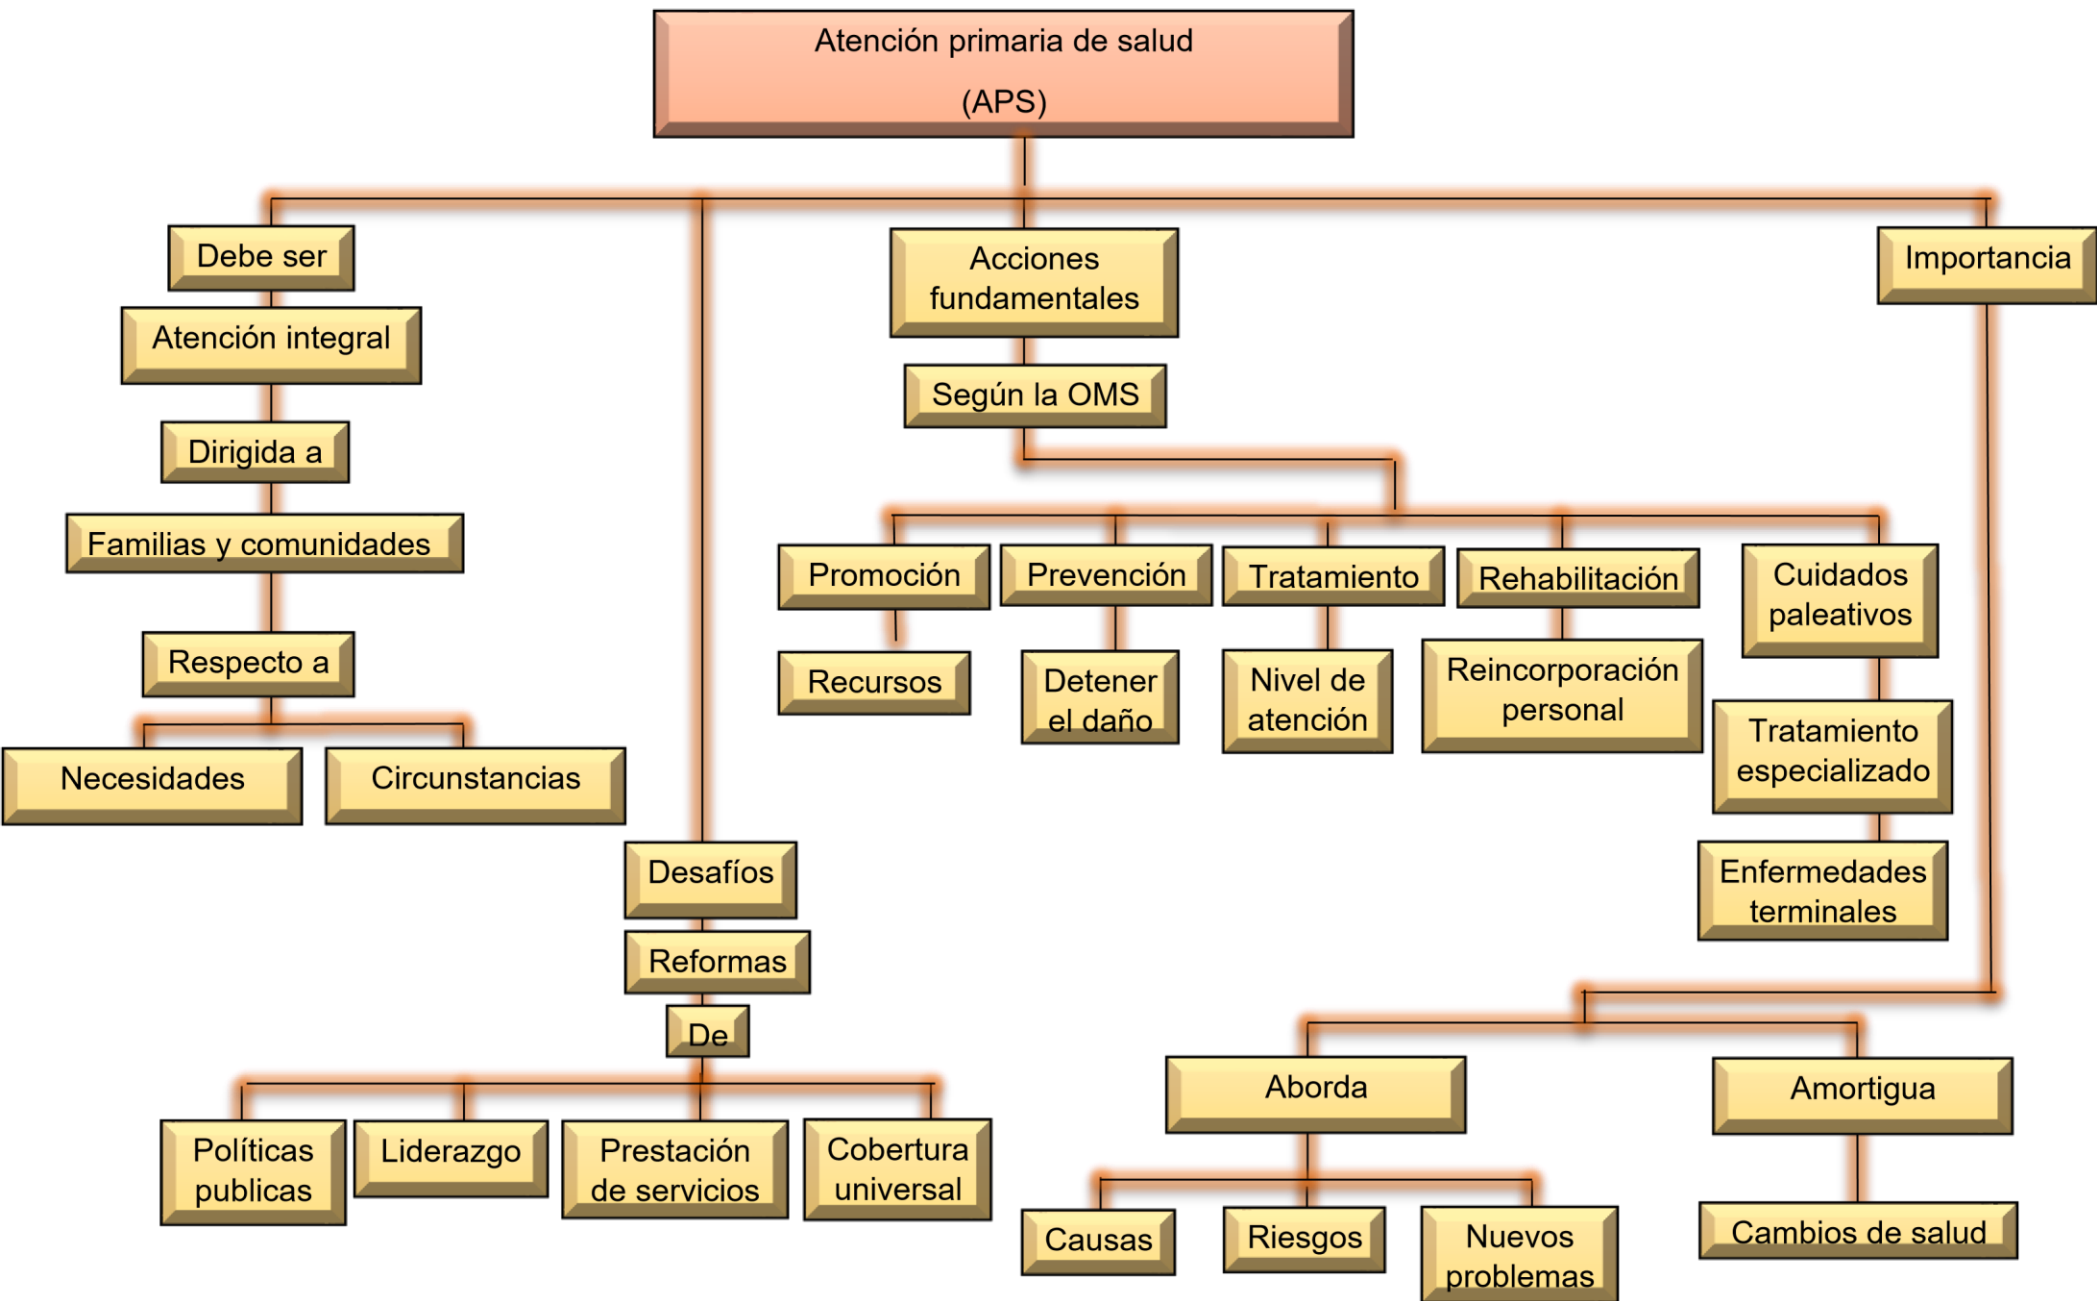 Atención primaria de salud
(APS)
Debe ser
Atención integral
Dirigida a
Familias y comunidades
Respecto a
Necesidades
Circunstancias
Desafíos
Reformas
De
Políticas
publicas
Liderazgo
Prestación
de servicios
Cobertura
universal
Acciones
fundamentales
Según la OMS
Promoción
Recursos
Prevención
Detener
el daño
Tratamiento
Nivel de
atención
Rehabilitación
Reincorporación
personal
Cuidados
paleativos
Tratamiento
especializado
Enfermedades
terminales
Importancia
Aborda
Causas
Riesgos
Nuevos
problemas
Amortigua
Cambios de salud